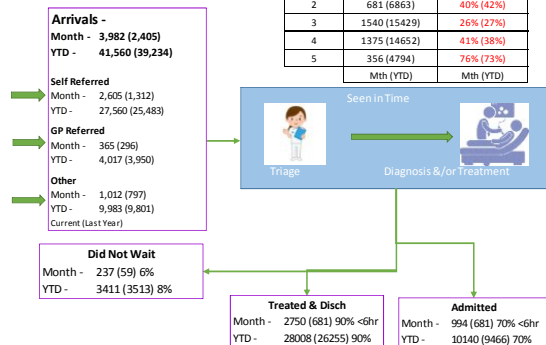 Arrivals -
Month - 3,982 (2,405)
YTD - 41,560 (39,234)
Self Referred
Month - 2,605 (1,312)
YTD - 27,560 (25,483)
GP Referred
Month - 365 (296)
YTD - 4,017 (3,950)
Other
Month - 1,012 (797)
YTD - 9,983 (9,801)
Current (Last Year)
2 681 (6863) 40% (42%)
3 1540 (15429) 26% (27%)
4 1375 (14652) 41% (38%)
5 356 (4794) 76% (73%)
Mth (YTD) Mth (YTD)
Seen in Time
Triage
Diagnosis &/or Treatment
Did Not Wait
Month - 237 (59) 6%
YTD - 3411 (3513) 8%
Treated & Disch
Month - 2750 (681) 90% <6hr
YTD - 28008 (26255) 90%
Admitted
Month - 994 (681) 70% <6hr
YTD - 10140 (9466) 70%